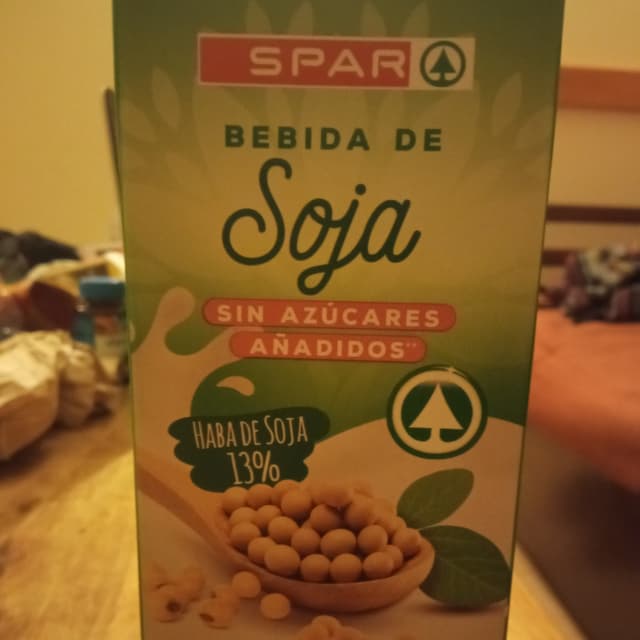 SPAR
BEBIDA DE
Soja
SIN AZÚCARES
AÑADIDOS**
HABA DE SOJA
13%